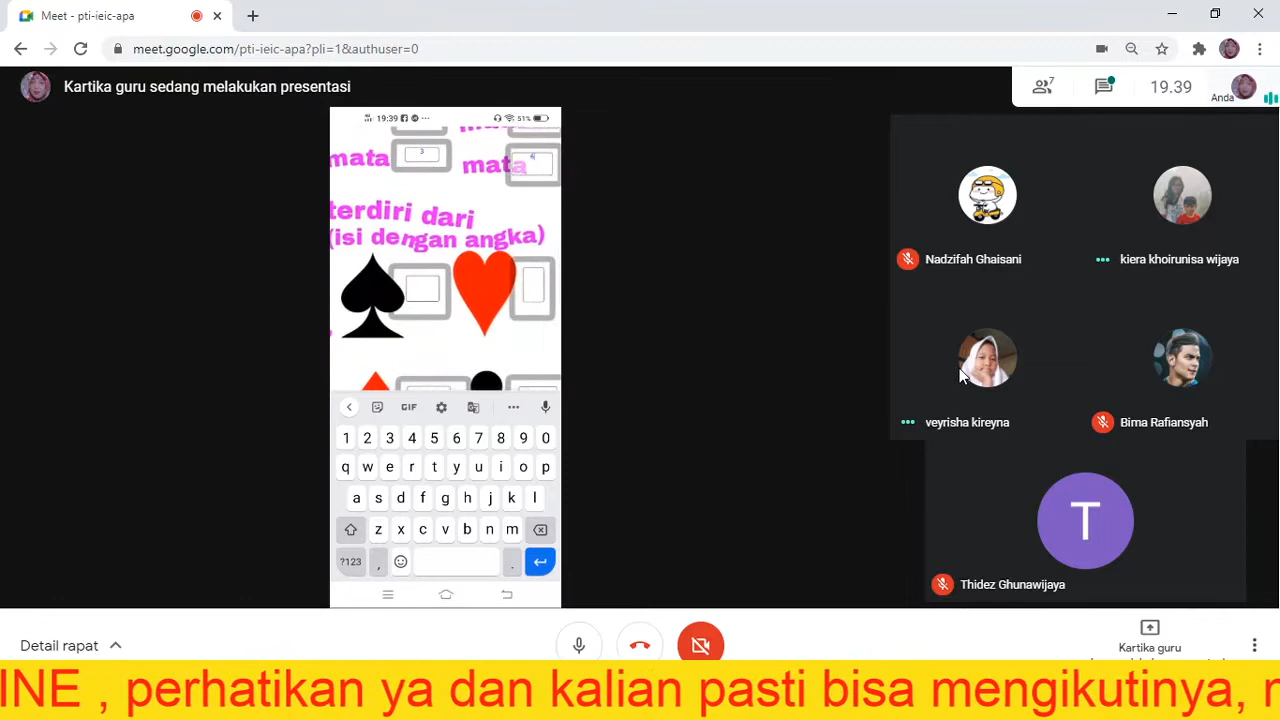 Meet - pti-ieic-apa
meet.google.com/pti-ieic-apa?pli=1&authuser=0
Kartika guru sedang melakukan presentasi
7
19.39
Anda
19:39
51%
mata
3
mata
4
terdiri dari
(isi dengan angka)
GIF
1 2 3 4 5 6 7 8 9 0
q w e r t y u i o p
a s d f g h j k l
z x c v b n m
?123 , .
Nadzifah Ghaisani
kiera khoirunisa wijaya
veyrisha kireyna
Bima Rafiansyah
T
Thidez Ghunawijaya
Detail rapat
Kartika guru
INE , perhatikan ya dan kalian pasti bisa mengikutinya,